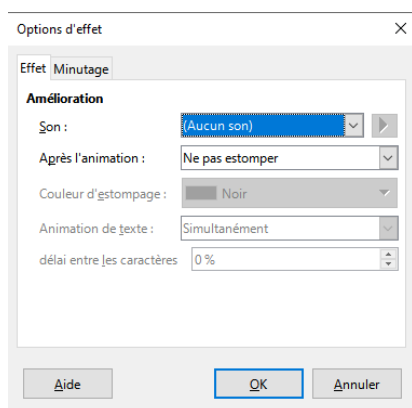 Options d'effet
Effet Minutage
Amélioration
Son : (Aucun son)
Après l'animation : Ne pas estomper
Couleur d'estompage : Noir
Animation de texte : Simultanément
délai entre les caractères 0 %
Aide OK Annuler